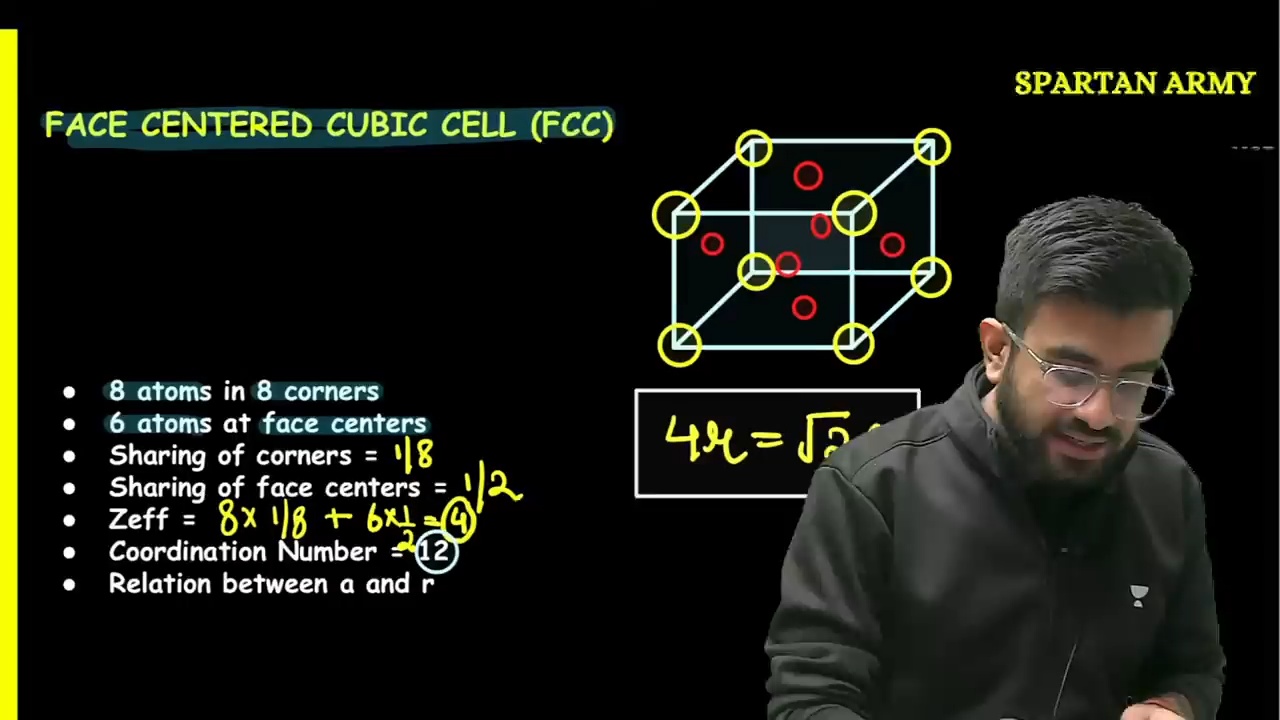 SPARTAN ARMY
FACE CENTERED CUBIC CELL (FCC)
• 8 atoms in 8 corners
• 6 atoms at face centers
• Sharing of corners = 1/8
• Sharing of face centers = 1/2
• Zeff = 8 × 1/8 + 6 × 1/2 = 4
• Coordination Number = 12
• Relation between a and r
4r = √2